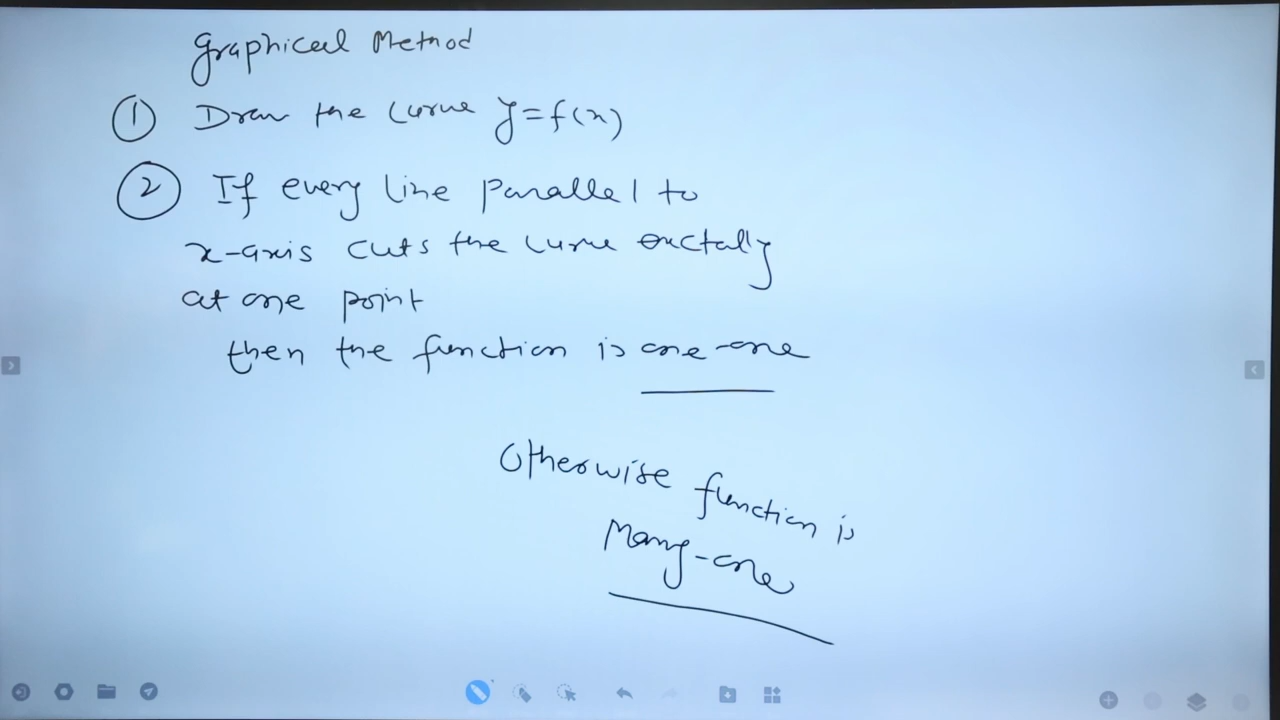 Graphical Method
① Draw the curve y=f(x)
② If every line parallel to
x-axis cuts the curve exctally
at one point
then the function is one-one
Otherwise function is
Many-one